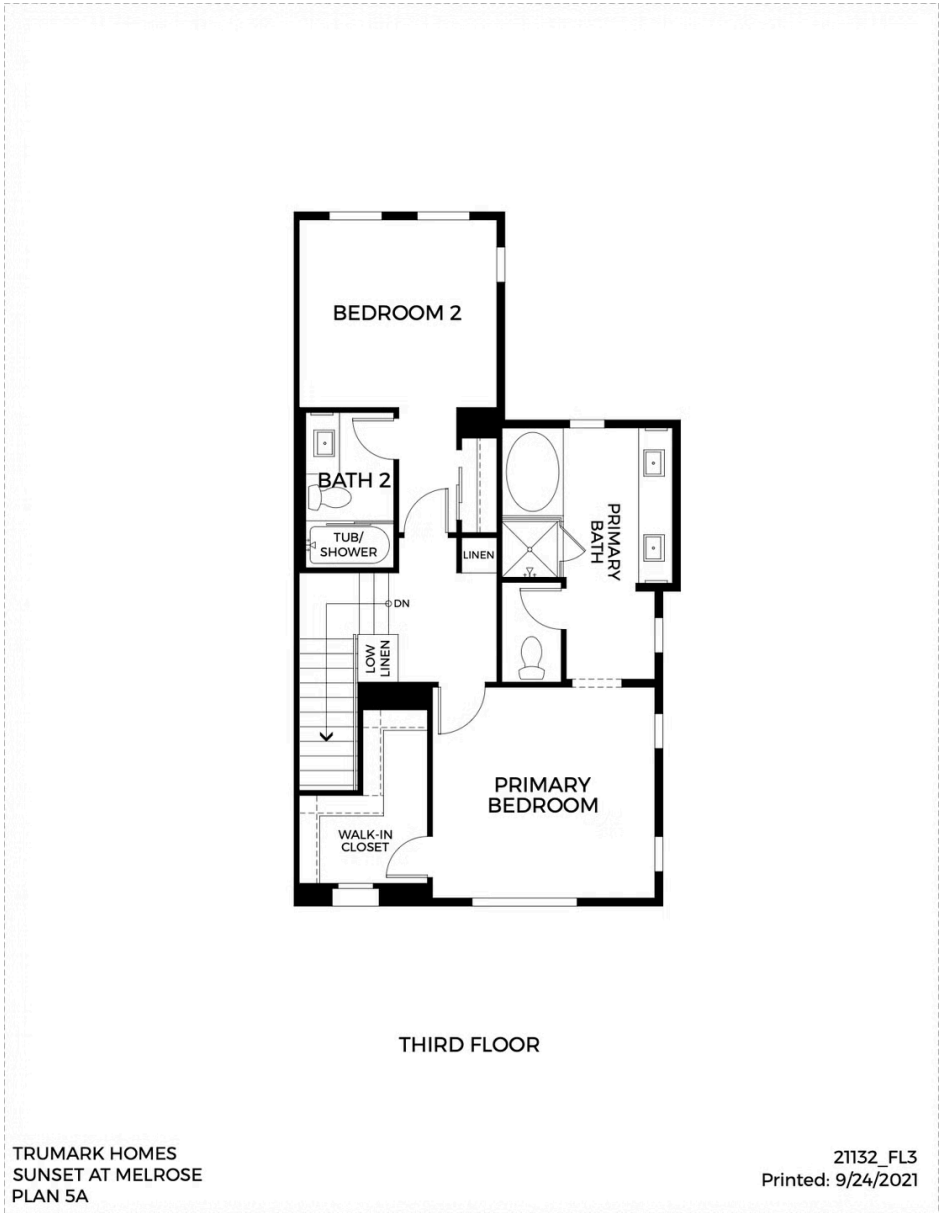 BEDROOM 2
BATH 2
TUB/
SHOWER
LINEN
PRIMARY
BATH
DN
LOW
LINEN
PRIMARY
BEDROOM
WALK-IN
CLOSET
THIRD FLOOR
TRUMARK HOMES
SUNSET AT MELROSE
PLAN 5A
21132_FL3
Printed: 9/24/2021